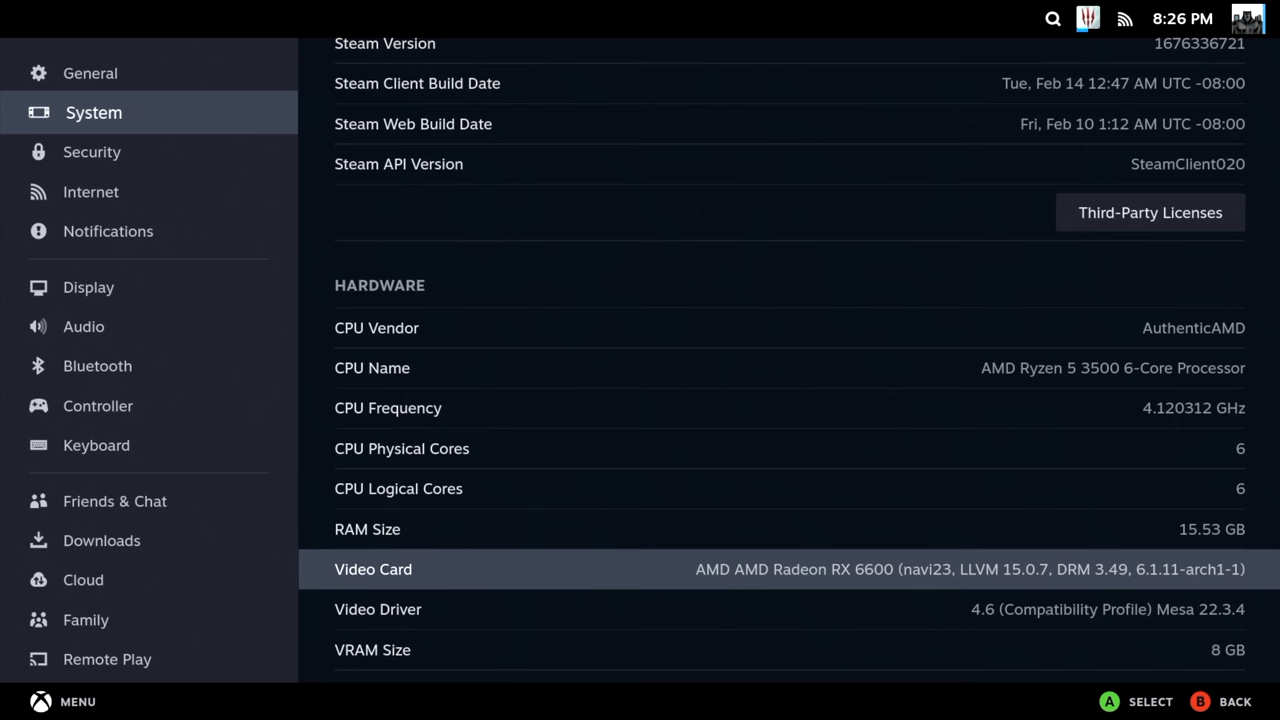 8:26 PM
General
System
Security
Internet
Notifications
Display
Audio
Bluetooth
Controller
Keyboard
Friends & Chat
Downloads
Cloud
Family
Remote Play
Steam Version 1676336721
Steam Client Build Date Tue, Feb 14 12:47 AM UTC -08:00
Steam Web Build Date Fri, Feb 10 1:12 AM UTC -08:00
Steam API Version SteamClient020
Third-Party Licenses
HARDWARE
CPU Vendor AuthenticAMD
CPU Name AMD Ryzen 5 3500 6-Core Processor
CPU Frequency 4.120312 GHz
CPU Physical Cores 6
CPU Logical Cores 6
RAM Size 15.53 GB
Video Card AMD AMD Radeon RX 6600 (navi23, LLVM 15.0.7, DRM 3.49, 6.1.11-arch1-1)
Video Driver 4.6 (Compatibility Profile) Mesa 22.3.4
VRAM Size 8 GB
MENU
A SELECT B BACK